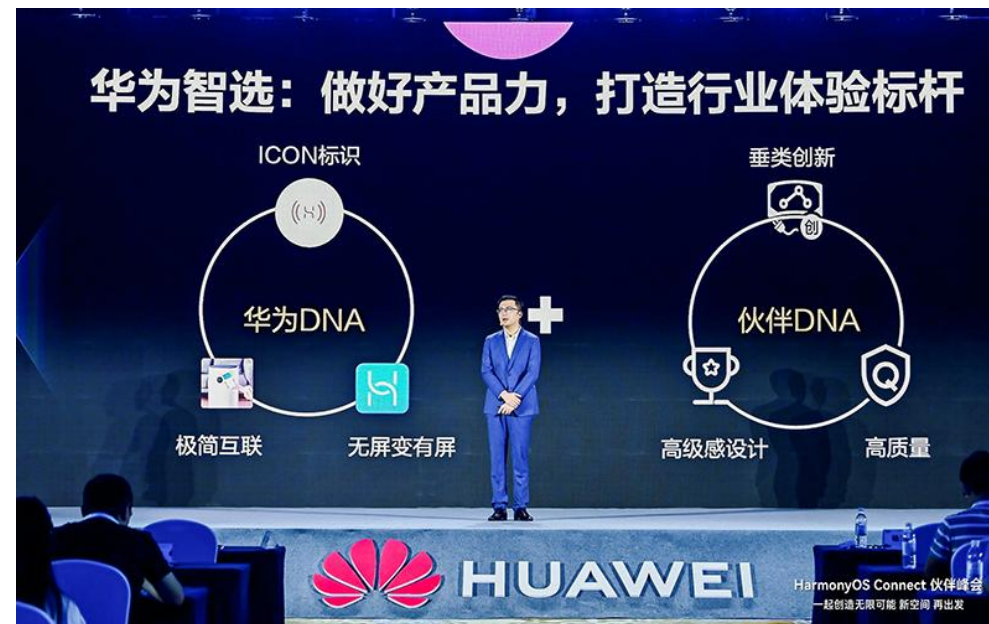 华为智选：做好产品力，打造行业体验标杆
ICON标识
垂类创新
创
华为DNA
伙伴DNA
Q
极简互联
无屏变有屏
高级感设计
高质量
HUAWEI
HarmonyOS Connect 伙伴峰会
一起创造无限可能 新空间 再出发